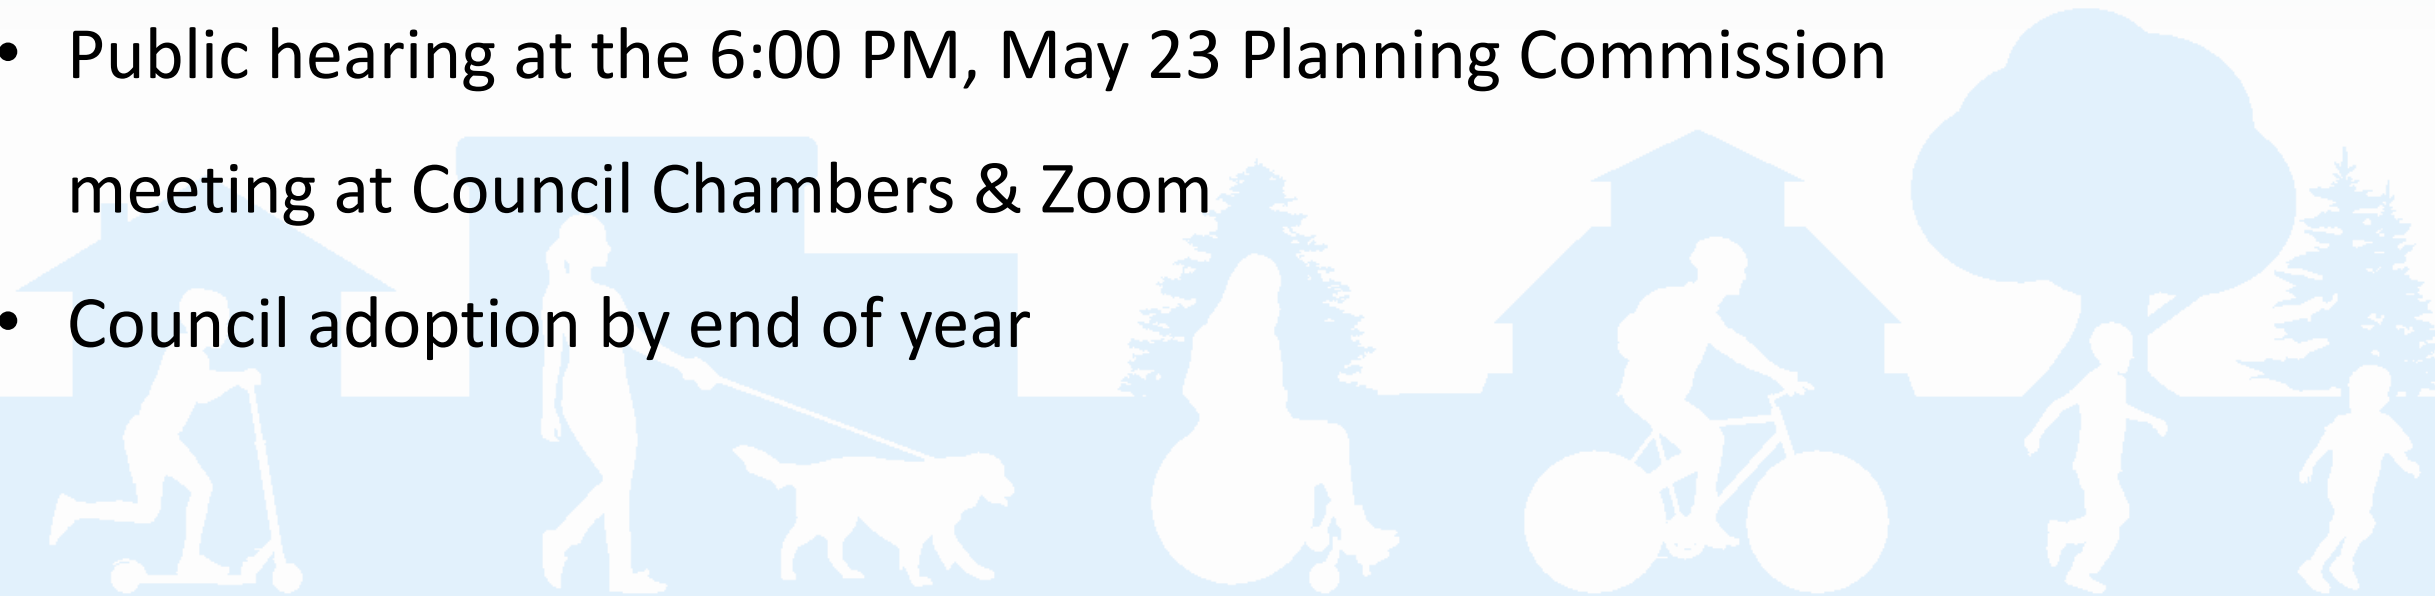 • Public hearing at the 6:00 PM, May 23 Planning Commission
meeting at Council Chambers & Zoom
• Council adoption by end of year